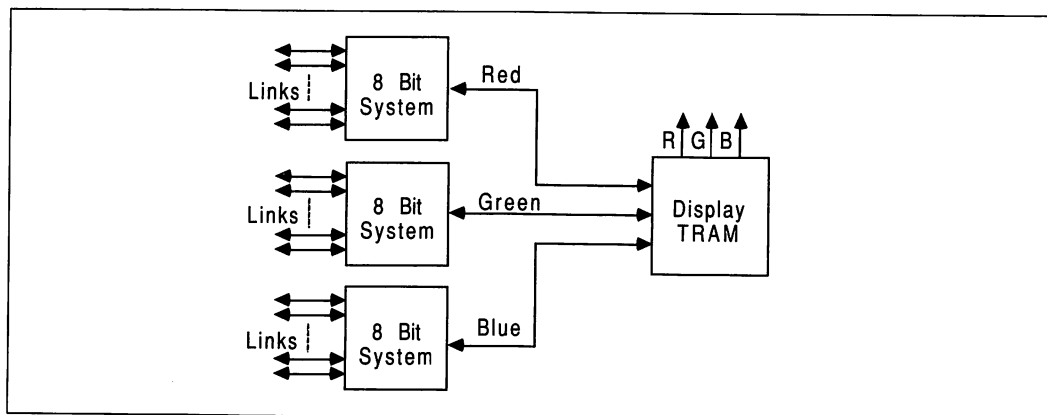 8 Bit
System
Links
Red
R G B
8 Bit
System
Links
Green
Display
TRAM
8 Bit
System
Links
Blue